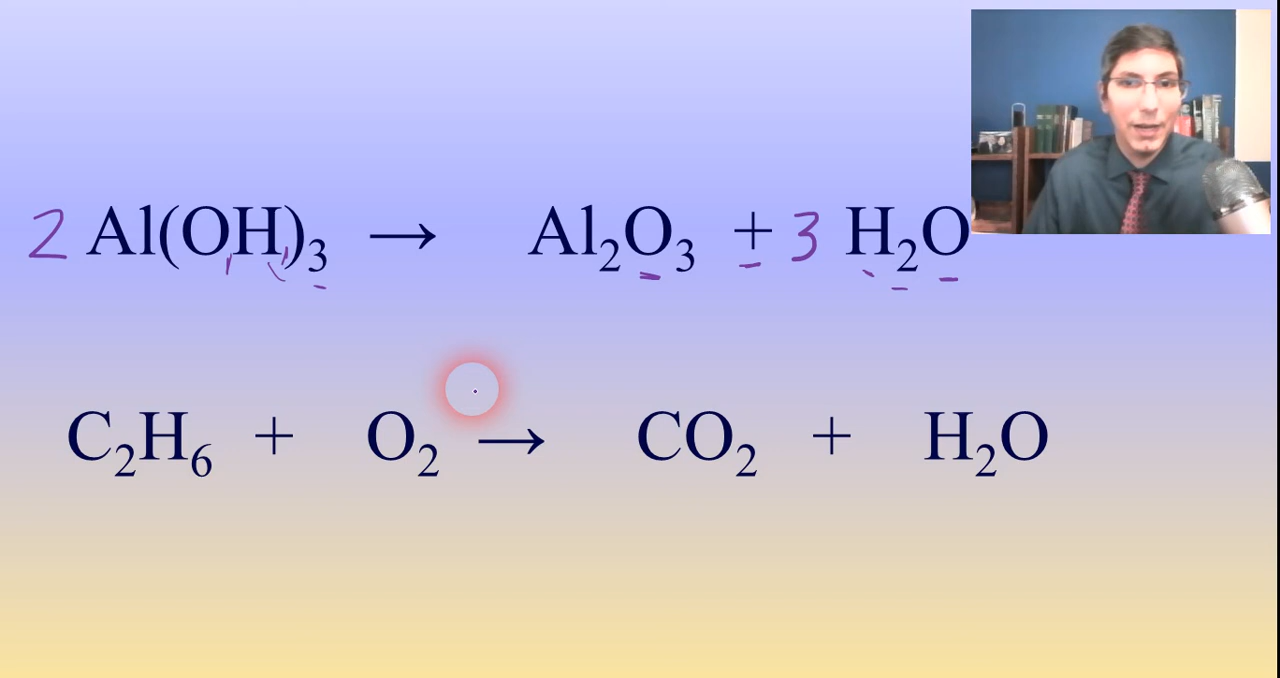 2 Al(OH)₃ → Al₂O₃ + 3 H₂O
C₂H₆ + O₂ → CO₂ + H₂O